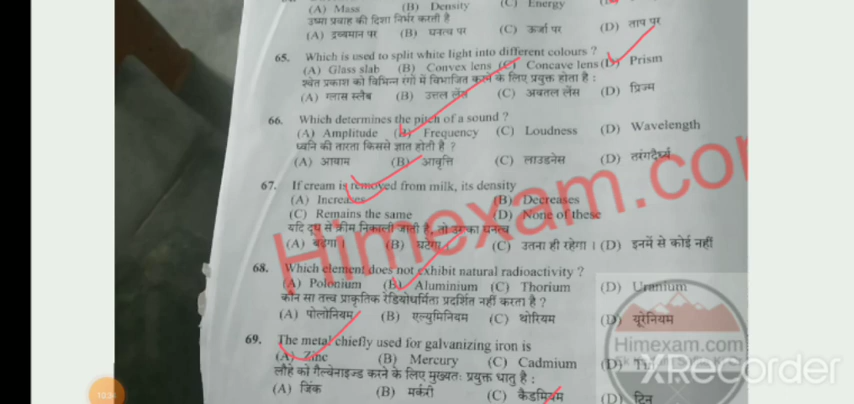 (A) Mass (B) Density (C) Energy
उष्मा प्रवाह की दिशा निर्भर करती है
(A) द्रव्यमान पर (B) घनत्व पर (C) ऊर्जा पर (D) ताप पर
65. Which is used to split white light into different colours ?
(A) Glass slab (B) Convex lens (C) Concave lens (D) Prism
श्वेत प्रकाश को विभिन्न रंगों में विभाजित करने के लिए प्रयुक्त होता है :
(A) ग्लास स्लैब (B) उत्तल लेंस (C) अवतल लेंस (D) प्रिज्म
66. Which determines the pitch of a sound ?
(A) Amplitude (B) Frequency (C) Loudness (D) Wavelength
ध्वनि की तारता किससे ज्ञात होती है ?
(A) आयाम (B) आवृत्ति (C) लाउडनेस (D) तरंगदैर्घ्य
67. If cream is removed from milk, its density
(A) Increases (B) Decreases
(C) Remains the same (D) None of these
यदि दूध से क्रीम निकाली जाती है, तो उसका घनत्व
(A) बढ़ेगा । (B) घटेगा । (C) उतना ही रहेगा । (D) इनमें से कोई नहीं
68. Which element does not exhibit natural radioactivity ?
(A) Polonium (B) Aluminium (C) Thorium (D) Uranium
कौन सा तत्त्व प्राकृतिक रेडियोधर्मिता प्रदर्शित नहीं करता है ?
(A) पोलोनियम (B) एल्युमिनियम (C) थोरियम (D) यूरेनियम
69. The metal chiefly used for galvanizing iron is
(A) Zinc (B) Mercury (C) Cadmium (D)
लौहे को गैल्वेनाइज्ड करने के लिए मुख्यतः प्रयुक्त धातु है :
(A) जिंक (B) मर्करी (C) कैडमियम (D) टिन
Himexam.com
Himexam.com
XRecorder